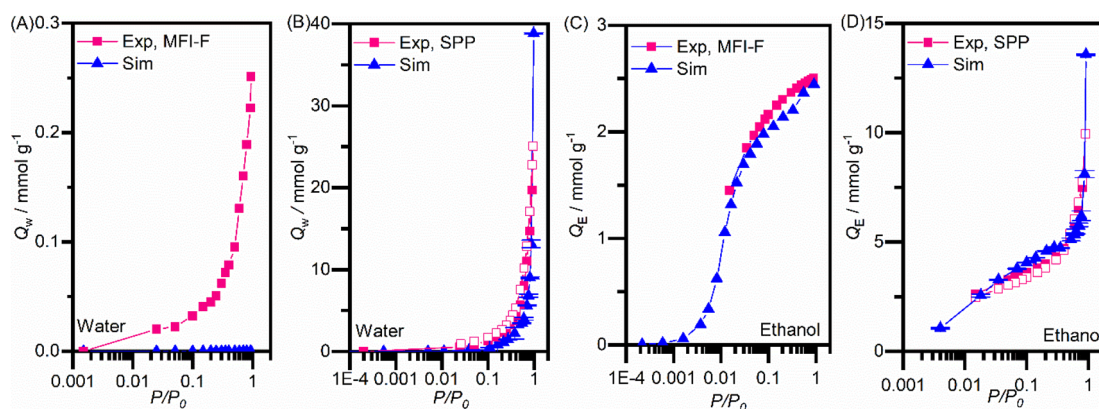 (A)
Exp, MFI-F
Sim
Water
Q_w / mmol g⁻¹
0.3
0.2
0.1
0.0
0.001
0.01
0.1
1
P/P₀
(B)
Exp, SPP
Sim
Water
Q_w / mmol g⁻¹
40
30
20
10
0
1E-4
0.001
0.01
0.1
1
P/P₀
(C)
Exp, MFI-F
Sim
Ethanol
Q_E / mmol g⁻¹
3
2
1
0
1E-4
0.001
0.01
0.1
1
P/P₀
(D)
Exp, SPP
Sim
Ethano
Q_E / mmol g⁻¹
15
10
5
0
0.001
0.01
0.1
1
P/P₀